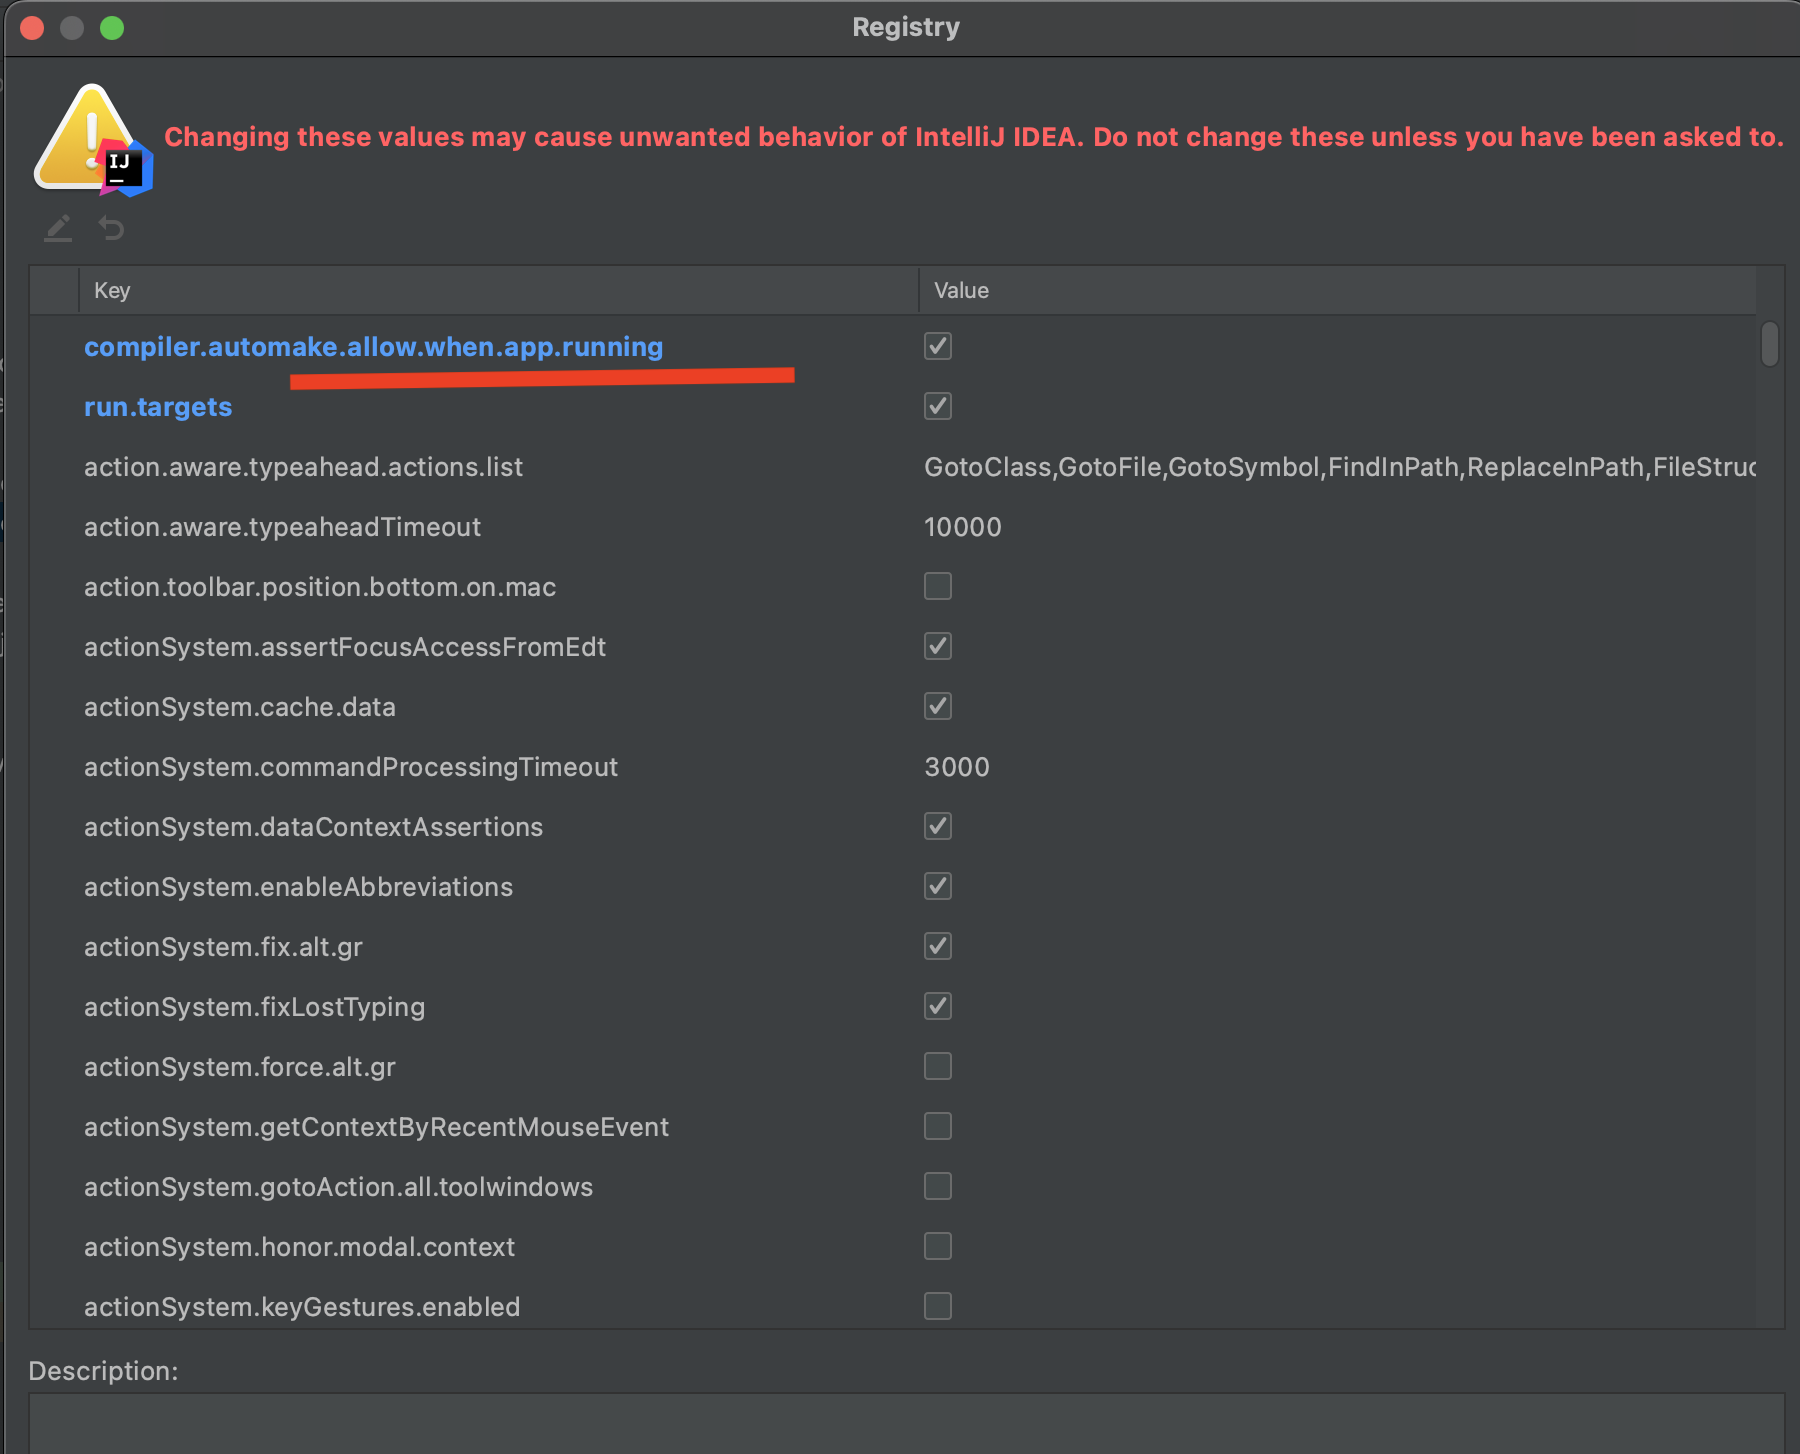 Registry
Changing these values may cause unwanted behavior of IntelliJ IDEA. Do not change these unless you have been asked to.
IJ
Key Value
compiler.automake.allow.when.app.running
run.targets
action.aware.typeahead.actions.list GotoClass,GotoFile,GotoSymbol,FindInPath,ReplaceInPath,FileStruc
action.aware.typeaheadTimeout 10000
action.toolbar.position.bottom.on.mac
actionSystem.assertFocusAccessFromEdt
actionSystem.cache.data
actionSystem.commandProcessingTimeout 3000
actionSystem.dataContextAssertions
actionSystem.enableAbbreviations
actionSystem.fix.alt.gr
actionSystem.fixLostTyping
actionSystem.force.alt.gr
actionSystem.getContextByRecentMouseEvent
actionSystem.gotoAction.all.toolwindows
actionSystem.honor.modal.context
actionSystem.keyGestures.enabled
Description: